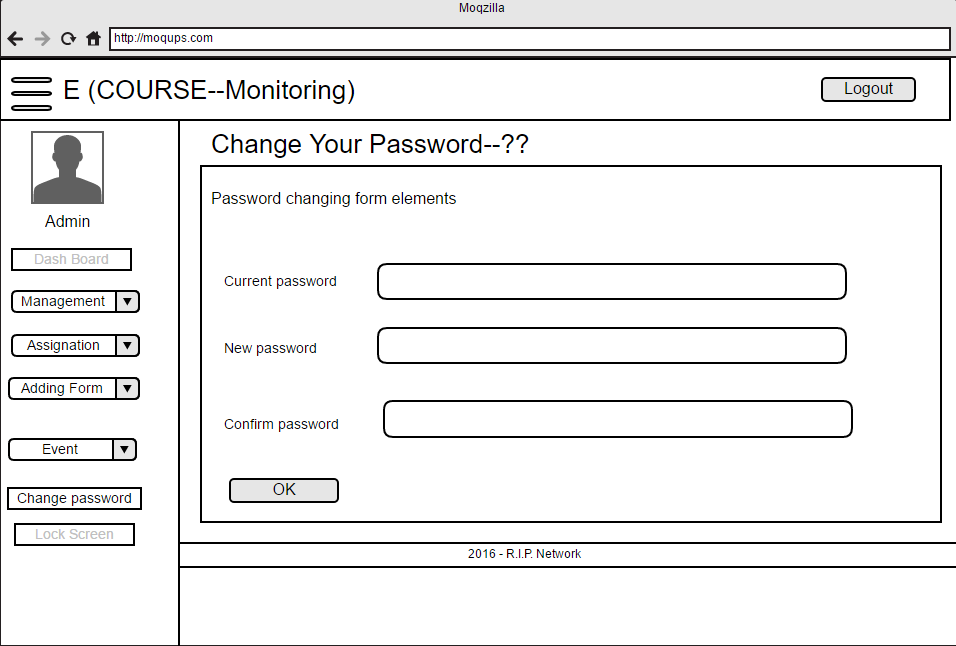 Moqzilla
http://moqups.com
E (COURSE--Monitoring)
Logout
Admin
Dash Board
Management
Assignation
Adding Form
Event
Change password
Lock Screen
Change Your Password--??
Password changing form elements
Current password
New password
Confirm password
OK
2016 - R.I.P. Network